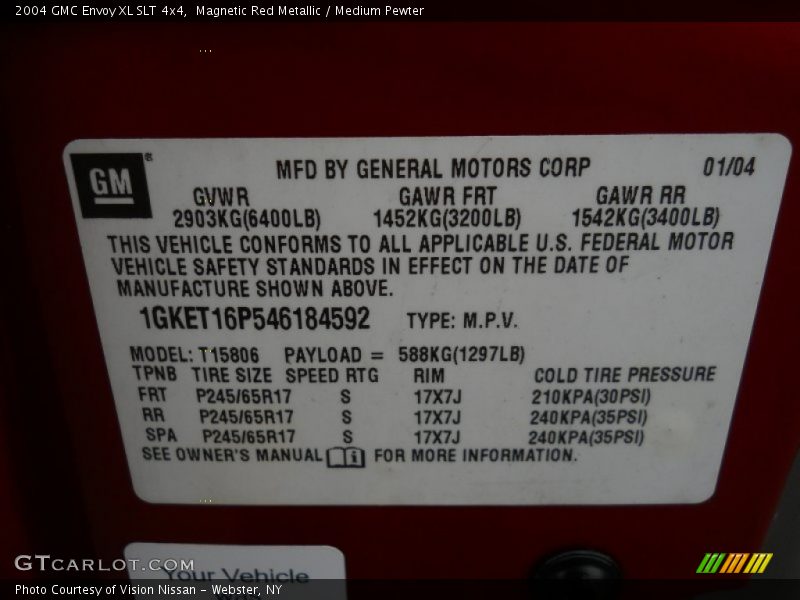 2004 GMC Envoy XL SLT 4x4,  Magnetic Red Metallic / Medium Pewter
GM®
MFD BY GENERAL MOTORS CORP 01/04
GVWR GAWR FRT GAWR RR
2903KG(6400LB) 1452KG(3200LB) 1542KG(3400LB)
THIS VEHICLE CONFORMS TO ALL APPLICABLE U.S. FEDERAL MOTOR
VEHICLE SAFETY STANDARDS IN EFFECT ON THE DATE OF
MANUFACTURE SHOWN ABOVE.
1GKET16P546184592 TYPE: M.P.V.
MODEL: T15806 PAYLOAD = 588KG(1297LB)
TPNB TIRE SIZE SPEED RTG RIM COLD TIRE PRESSURE
FRT P245/65R17 S 17X7J 210KPA(30PSI)
RR P245/65R17 S 17X7J 240KPA(35PSI)
SPA P245/65R17 S 17X7J 240KPA(35PSI)
SEE OWNER'S MANUAL FOR MORE INFORMATION.
GTCARLOT.COM
Your Vehicle
Photo Courtesy of Vision Nissan - Webster, NY